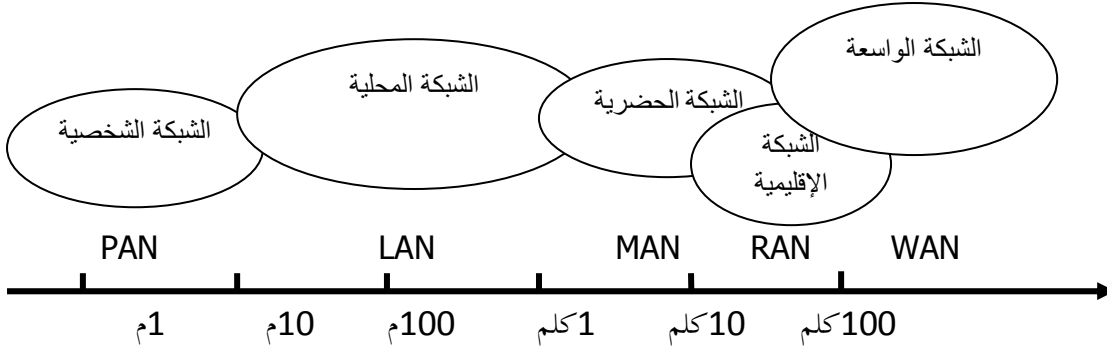 الشبكة الواسعة
الشبكة المحلية
الشبكة الحضرية
الشبكة الشخصية
الشبكة
الإقليمية
PAN LAN MAN RAN WAN
1م 10م 100م 1كلم 10كلم 100كلم